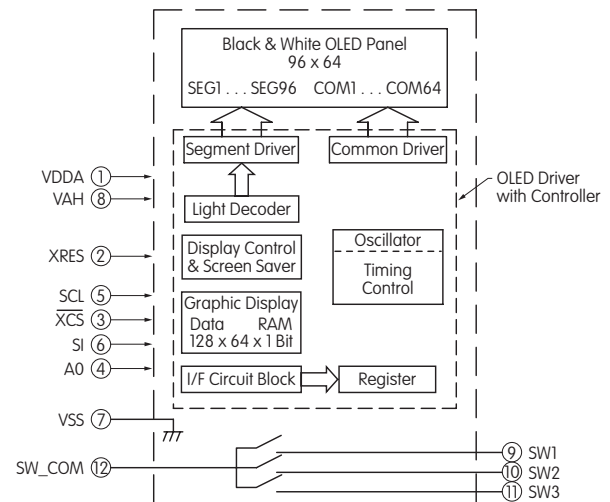 Black & White OLED Panel
96 x 64
SEG1 . . . SEG96 COM1 . . . COM64
Segment Driver
Common Driver
VDDA 1
VAH 8
OLED Driver
with Controller
Light Decoder
XRES 2
Display Control
& Screen Saver
Oscillator
Timing
Control
SCL 5
XCS 3
SI 6
A0 4
Graphic Display
Data RAM
128 x 64 x 1 Bit
I/F Circuit Block
Register
VSS 7
SW_COM 12
9 SW1
10 SW2
11 SW3